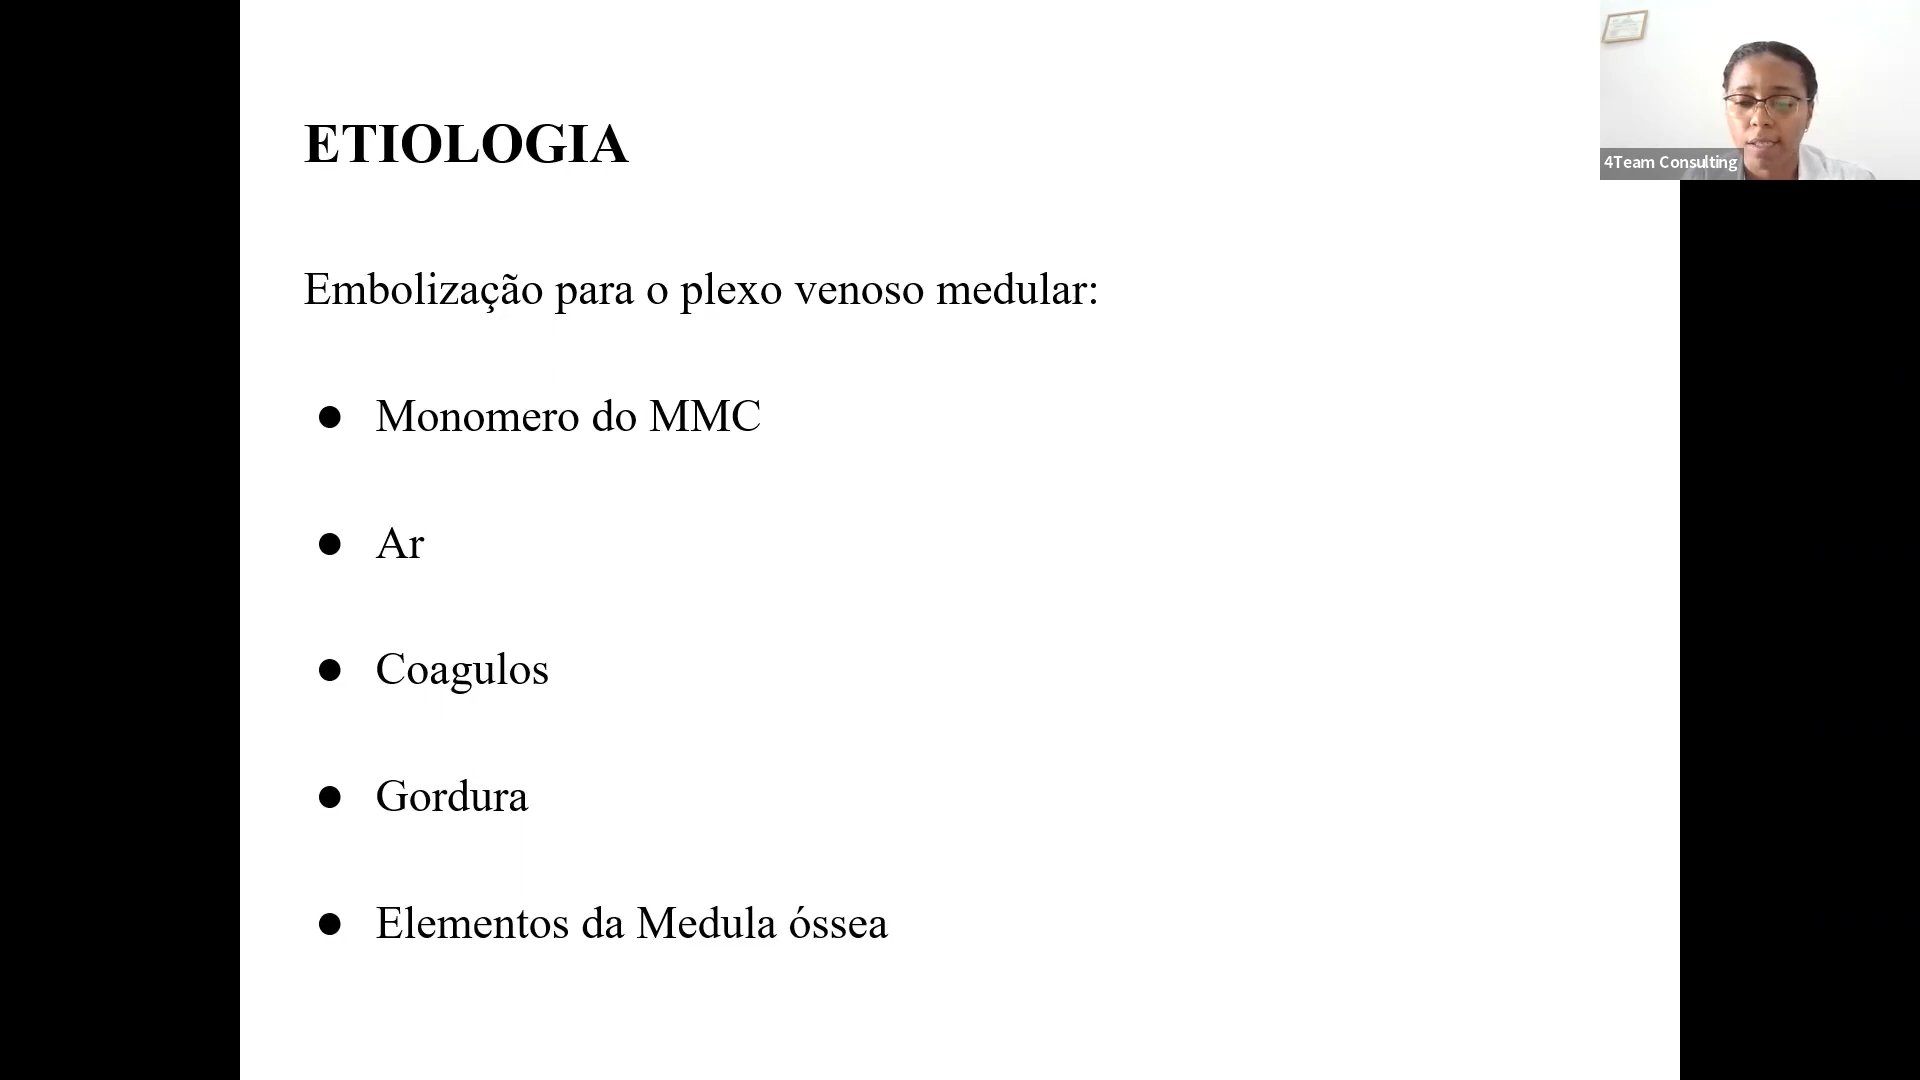 ETIOLOGIA
4Team Consulting
Embolização para o plexo venoso medular:
● Monomero do MMC
● Ar
● Coagulos
● Gordura
● Elementos da Medula óssea